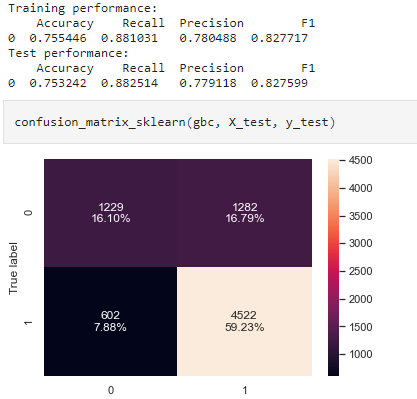 Training performance:
Accuracy Recall Precision F1
0 0.755446 0.881031 0.780488 0.827717
Test performance:
Accuracy Recall Precision F1
0 0.753242 0.882514 0.779118 0.827599
confusion_matrix_sklearn(gbc, X_test, y_test)
4500
4000
3500
3000
2500
2000
1500
1000
True label
0
1
1229
16.10%
1282
16.79%
602
7.88%
4522
59.23%
0 1